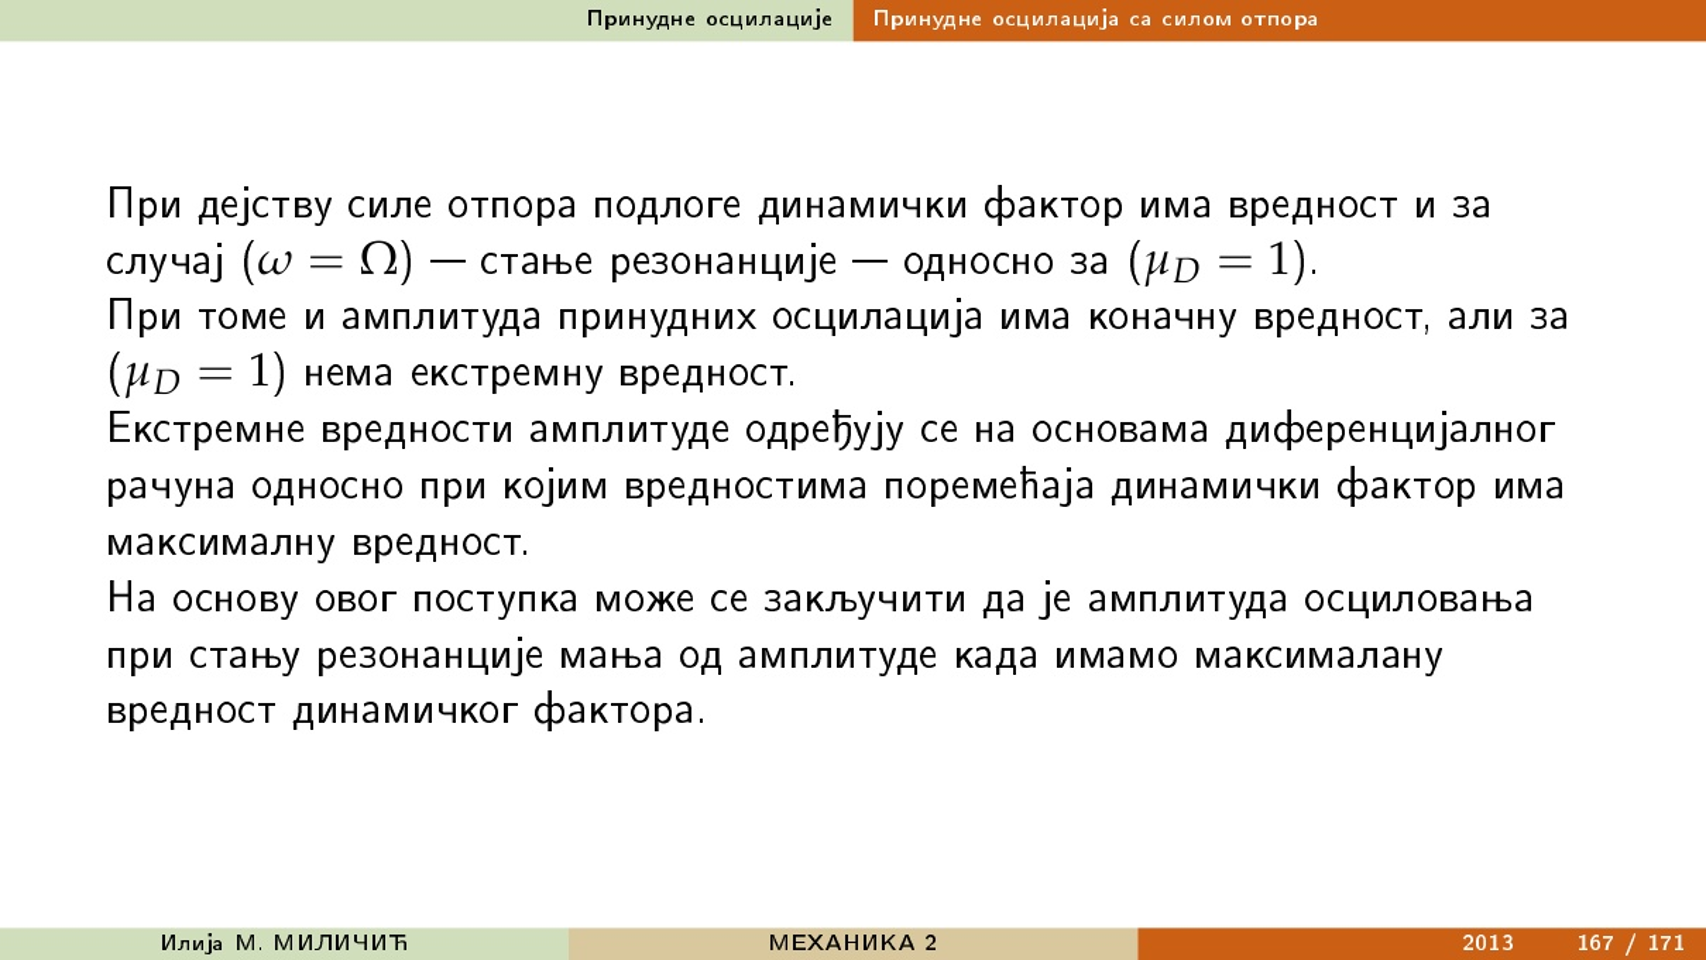 Принудне осцилације
Принудне осцилација са силом отпора
При дејству силе отпора подлоге динамички фактор има вредност и за
случај (ω = Ω) — стање резонанције — односно за (μ_D = 1).
При томе и амплитуда принудних осцилација има коначну вредност, али за
(μ_D = 1) нема екстремну вредност.
Екстремне вредности амплитуде одређују се на основама диференцијалног
рачуна односно при којим вредностима поремећаја динамички фактор има
максималну вредност.
На основу овог поступка може се закључити да је амплитуда осциловања
при стању резонанције мања од амплитуде када имамо максималану
вредност динамичког фактора.
Илија М. МИЛИЧИЋ
МЕХАНИКА 2
2013
167 / 171